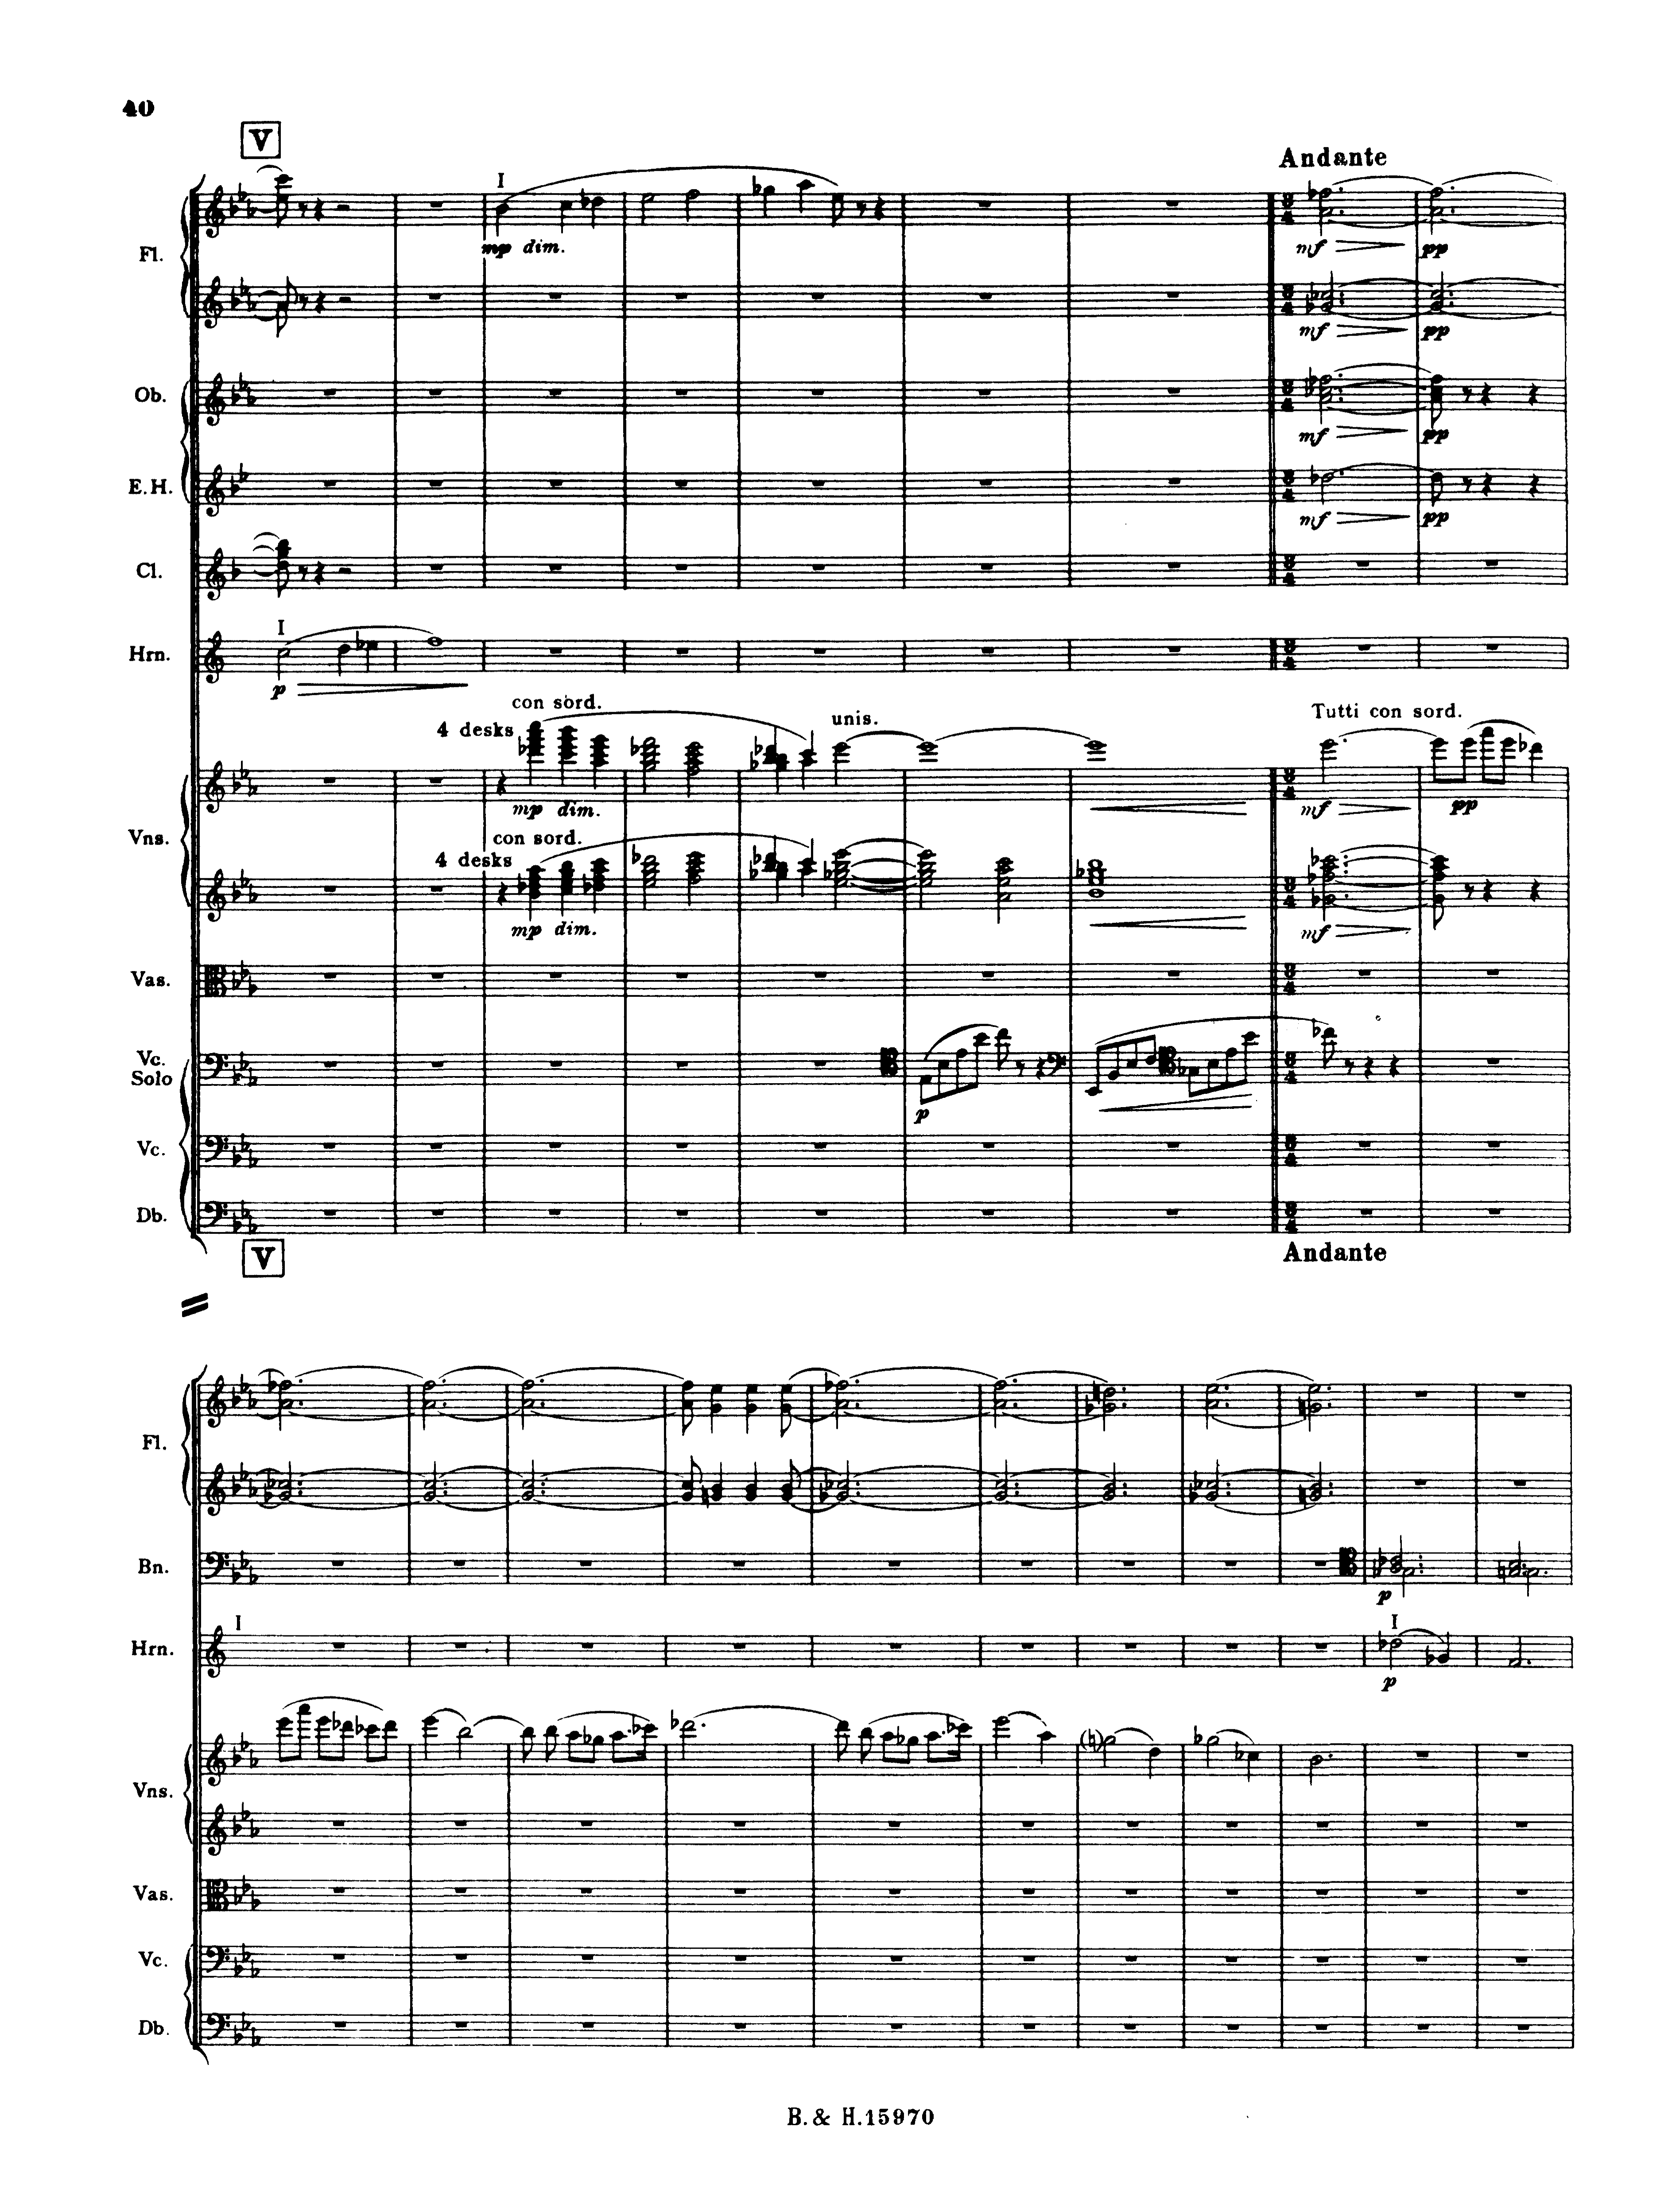 40
V
Andante
Fl.
I
mp dim.
mf
pp
mf
pp
Ob.
mf
pp
E.H.
mf
pp
Cl.
Hrn.
I
p
con sord.
4 desks
unis.
Tutti con sord.
mp dim.
mf
pp
Vns.
con sord.
4 desks
mp dim.
mf
Vas.
Vc.
Solo
p
Vc.
Db.
V
Andante
Fl.
Bn.
p
Hrn.
I
I
p
Vns.
Vas.
Vc.
Db.
B. & H. 15970